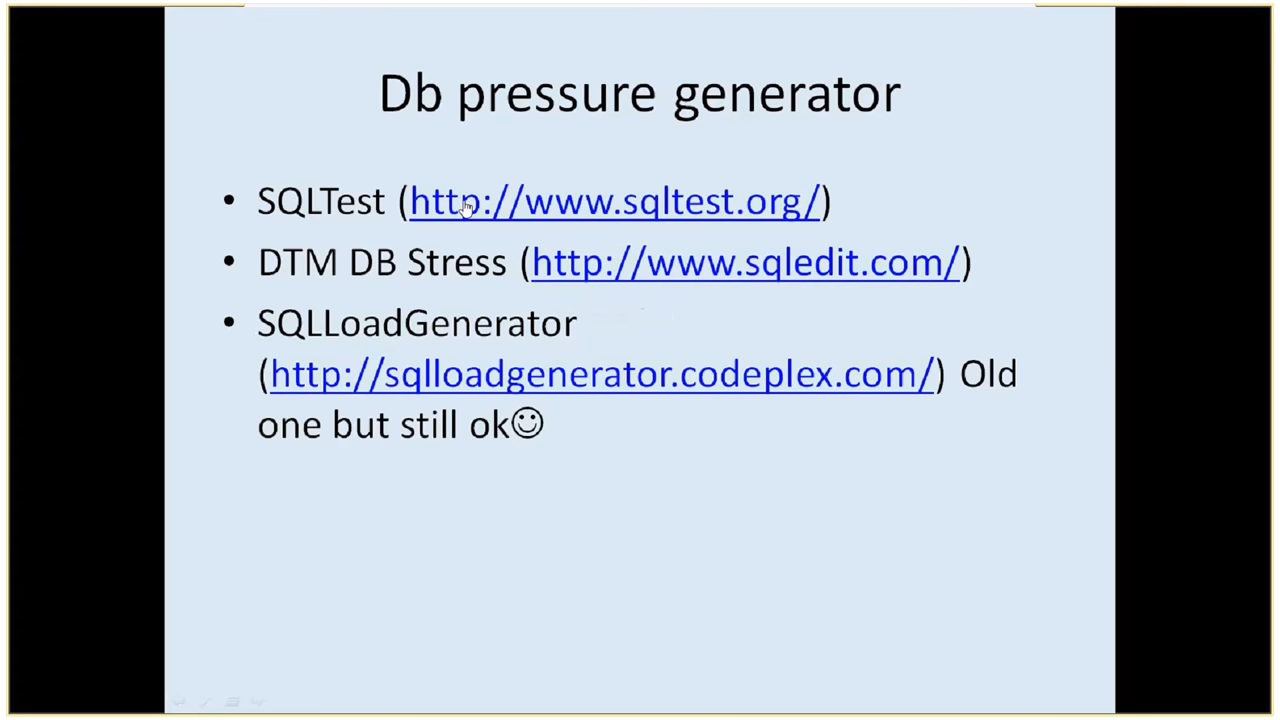 Db pressure generator
• SQLTest (http://www.sqltest.org/)
• DTM DB Stress (http://www.sqledit.com/)
• SQLLoadGenerator
(http://sqlloadgenerator.codeplex.com/) Old
one but still ok☺